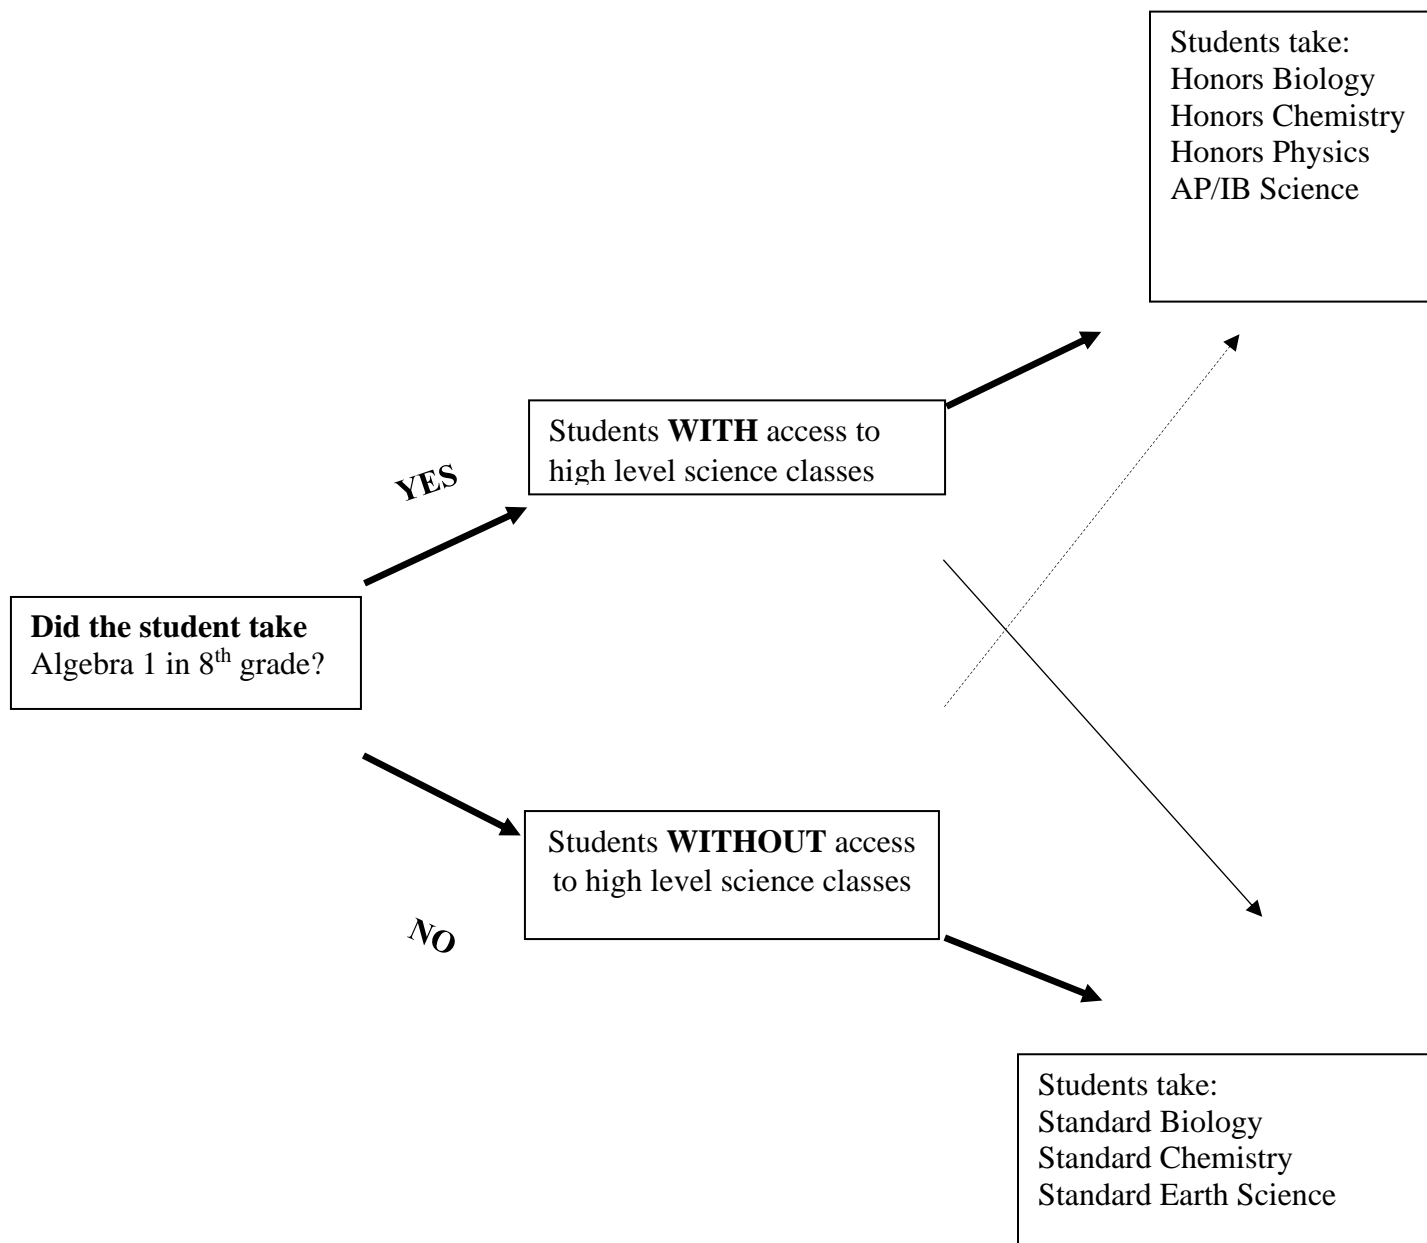 Students take:
Honors Biology
Honors Chemistry
Honors Physics
AP/IB Science
Students WITH access to
high level science classes
YES
Did the student take
Algebra 1 in 8th grade?
Students WITHOUT access
to high level science classes
NO
Students take:
Standard Biology
Standard Chemistry
Standard Earth Science